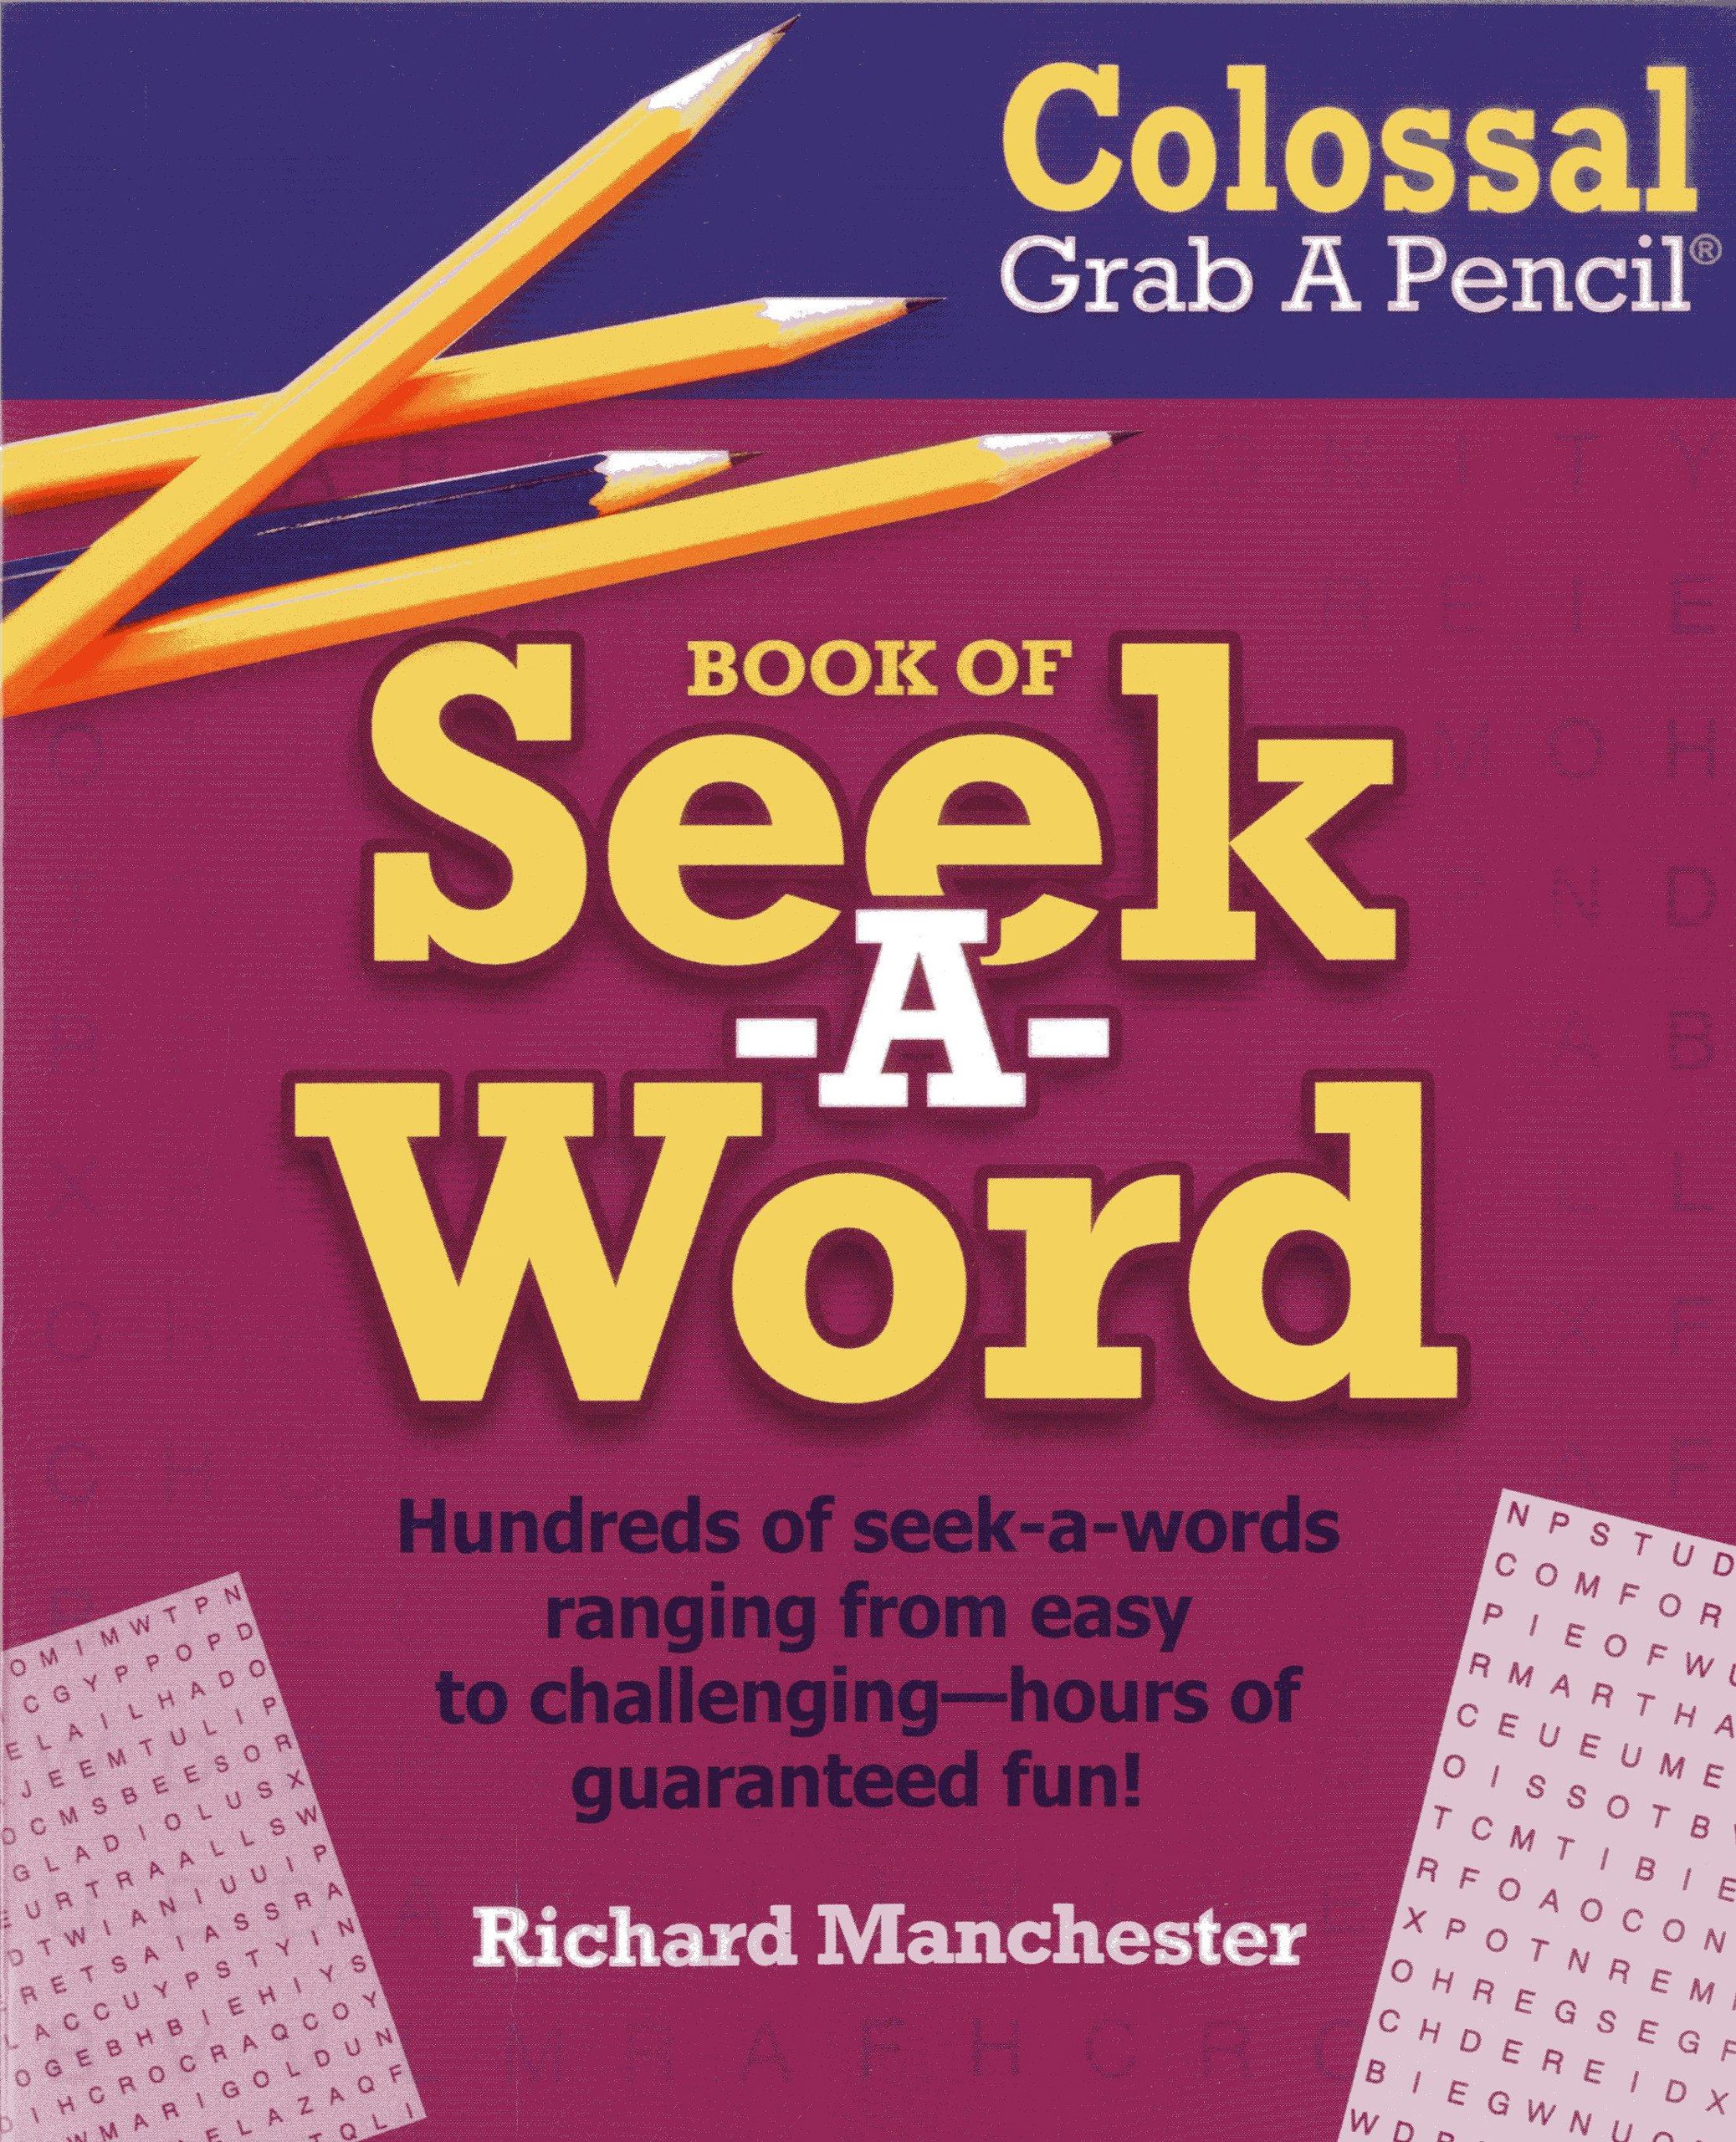 Colossal
Grab A Pencil®
BOOK OF
Seek
-A-
Word
Hundreds of seek-a-words
ranging from easy
to challenging—hours of
guaranteed fun!
Richard Manchester
O M I M W T P N
C G Y P P O P D
E L A I L H A D O
J E E M T U L I P
O C M S B E E S O R
G L A D I O L U S X
E U R T R A A L L S W
D T W I A N I U U I P
R E T S A I A S S R A
L A C C U Y P S T Y I N
O G E B H B I E H I Y S
D I H C R O C R A Q C O Y
W M A R I G O L D U N
E L A Z A Q F
T Q L I
N P S T U D
C O M F O R
P I E O F W U
R M A R T H A
C E U E U M E
O I S S O T B
T C M T I B I E
R F O A O C O N
X P O T N R E M
O H R E G S E G F
C H D E R E I D X
B I E G W N U O
W D